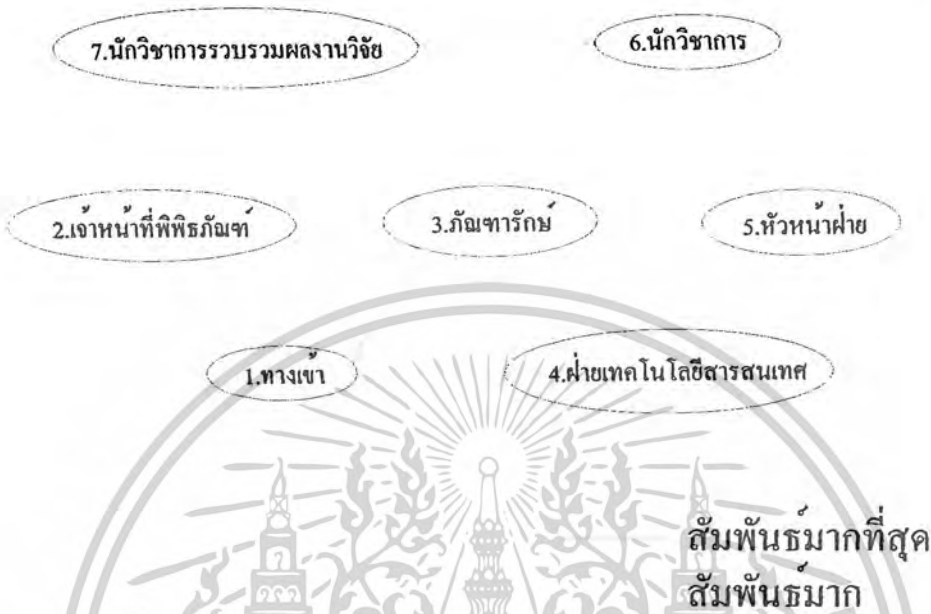 7.นักวิชาการรวบรวมผลงานวิจัย
6.นักวิชาการ
2.เจ้าหน้าที่พิพิธภัณฑ์
3.ภัณฑารักษ์
5.หัวหน้าฝ่าย
1.ทางเข้า
4.ฝ่ายเทคโนโลยีสารสนเทศ
สัมพันธ์มากที่สุด
สัมพันธ์มาก